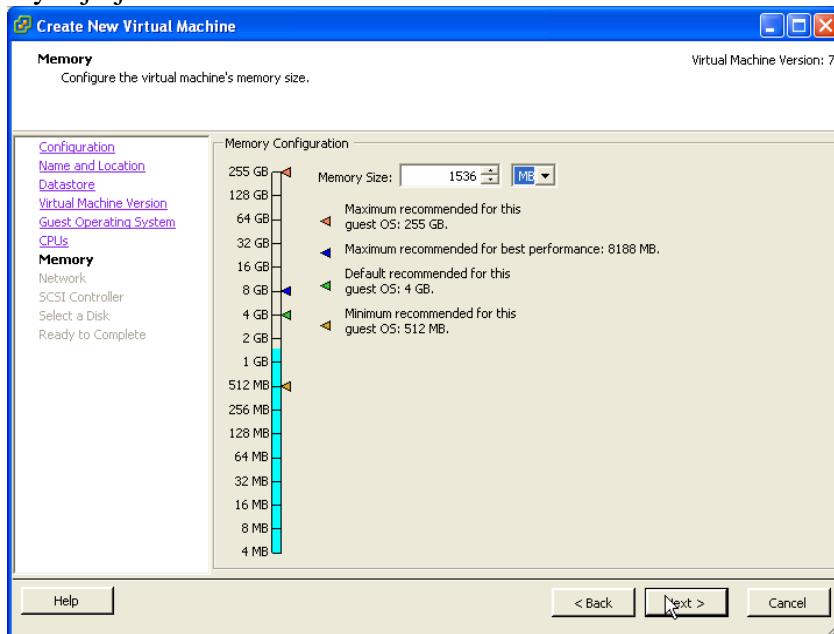 Create New Virtual Machine
Memory
Configure the virtual machine's memory size.
Virtual Machine Version: 7
Configuration
Name and Location
Datastore
Virtual Machine Version
Guest Operating System
CPUs
Memory
Network
SCSI Controller
Select a Disk
Ready to Complete
Memory Configuration
255 GB
128 GB
64 GB
32 GB
16 GB
8 GB
4 GB
2 GB
1 GB
512 MB
256 MB
128 MB
64 MB
32 MB
16 MB
8 MB
4 MB
Memory Size: 1536 MB
Maximum recommended for this
guest OS: 255 GB.
Maximum recommended for best performance: 8188 MB.
Default recommended for this
guest OS: 4 GB.
Minimum recommended for this
guest OS: 512 MB.
Help
< Back
Next >
Cancel